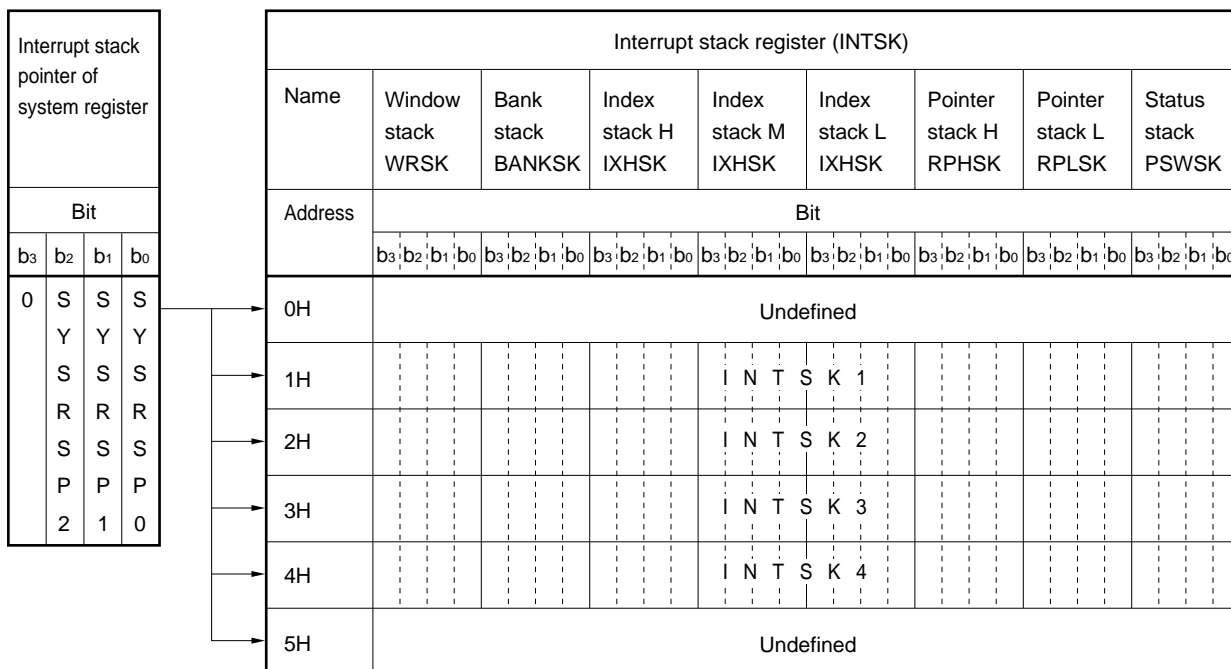 Interrupt stack
pointer of
system register
Bit
b3 b2 b1 b0
0 S S S
Y Y Y
S S S
R R R
S S S
P P P
2 1 0
Interrupt stack register (INTSK)
Name
Window
stack
WRSK
Bank
stack
BANKSK
Index
stack H
IXHSK
Index
stack M
IXHSK
Index
stack L
IXHSK
Pointer
stack H
RPHSK
Pointer
stack L
RPLSK
Status
stack
PSWSK
Address
Bit
b3 b2 b1 b0 b3 b2 b1 b0 b3 b2 b1 b0 b3 b2 b1 b0 b3 b2 b1 b0 b3 b2 b1 b0 b3 b2 b1 b0 b3 b2 b1 b0
0H Undefined
1H I N T S K 1
2H I N T S K 2
3H I N T S K 3
4H I N T S K 4
5H Undefined